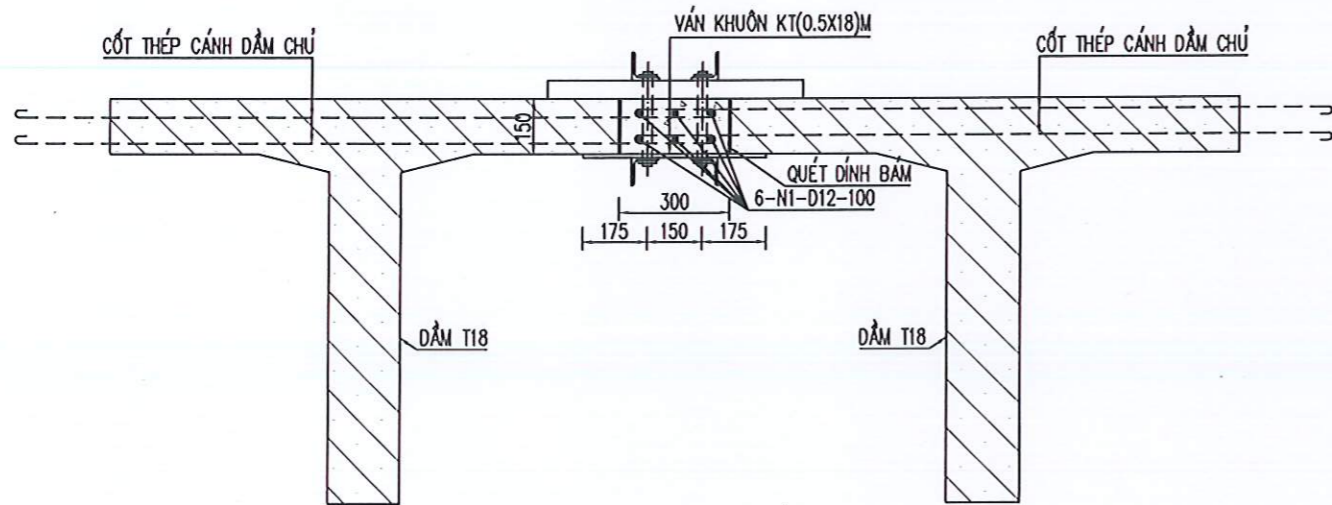 VÁN KHUÔN KT(0.5X18)M
CỐT THÉP CÁNH DẦM CHỦ
CỐT THÉP CÁNH DẦM CHỦ
150
QUÉT DÍNH BÁM
6-N1-D12-100
300
175 150 175
DẦM T18
DẦM T18